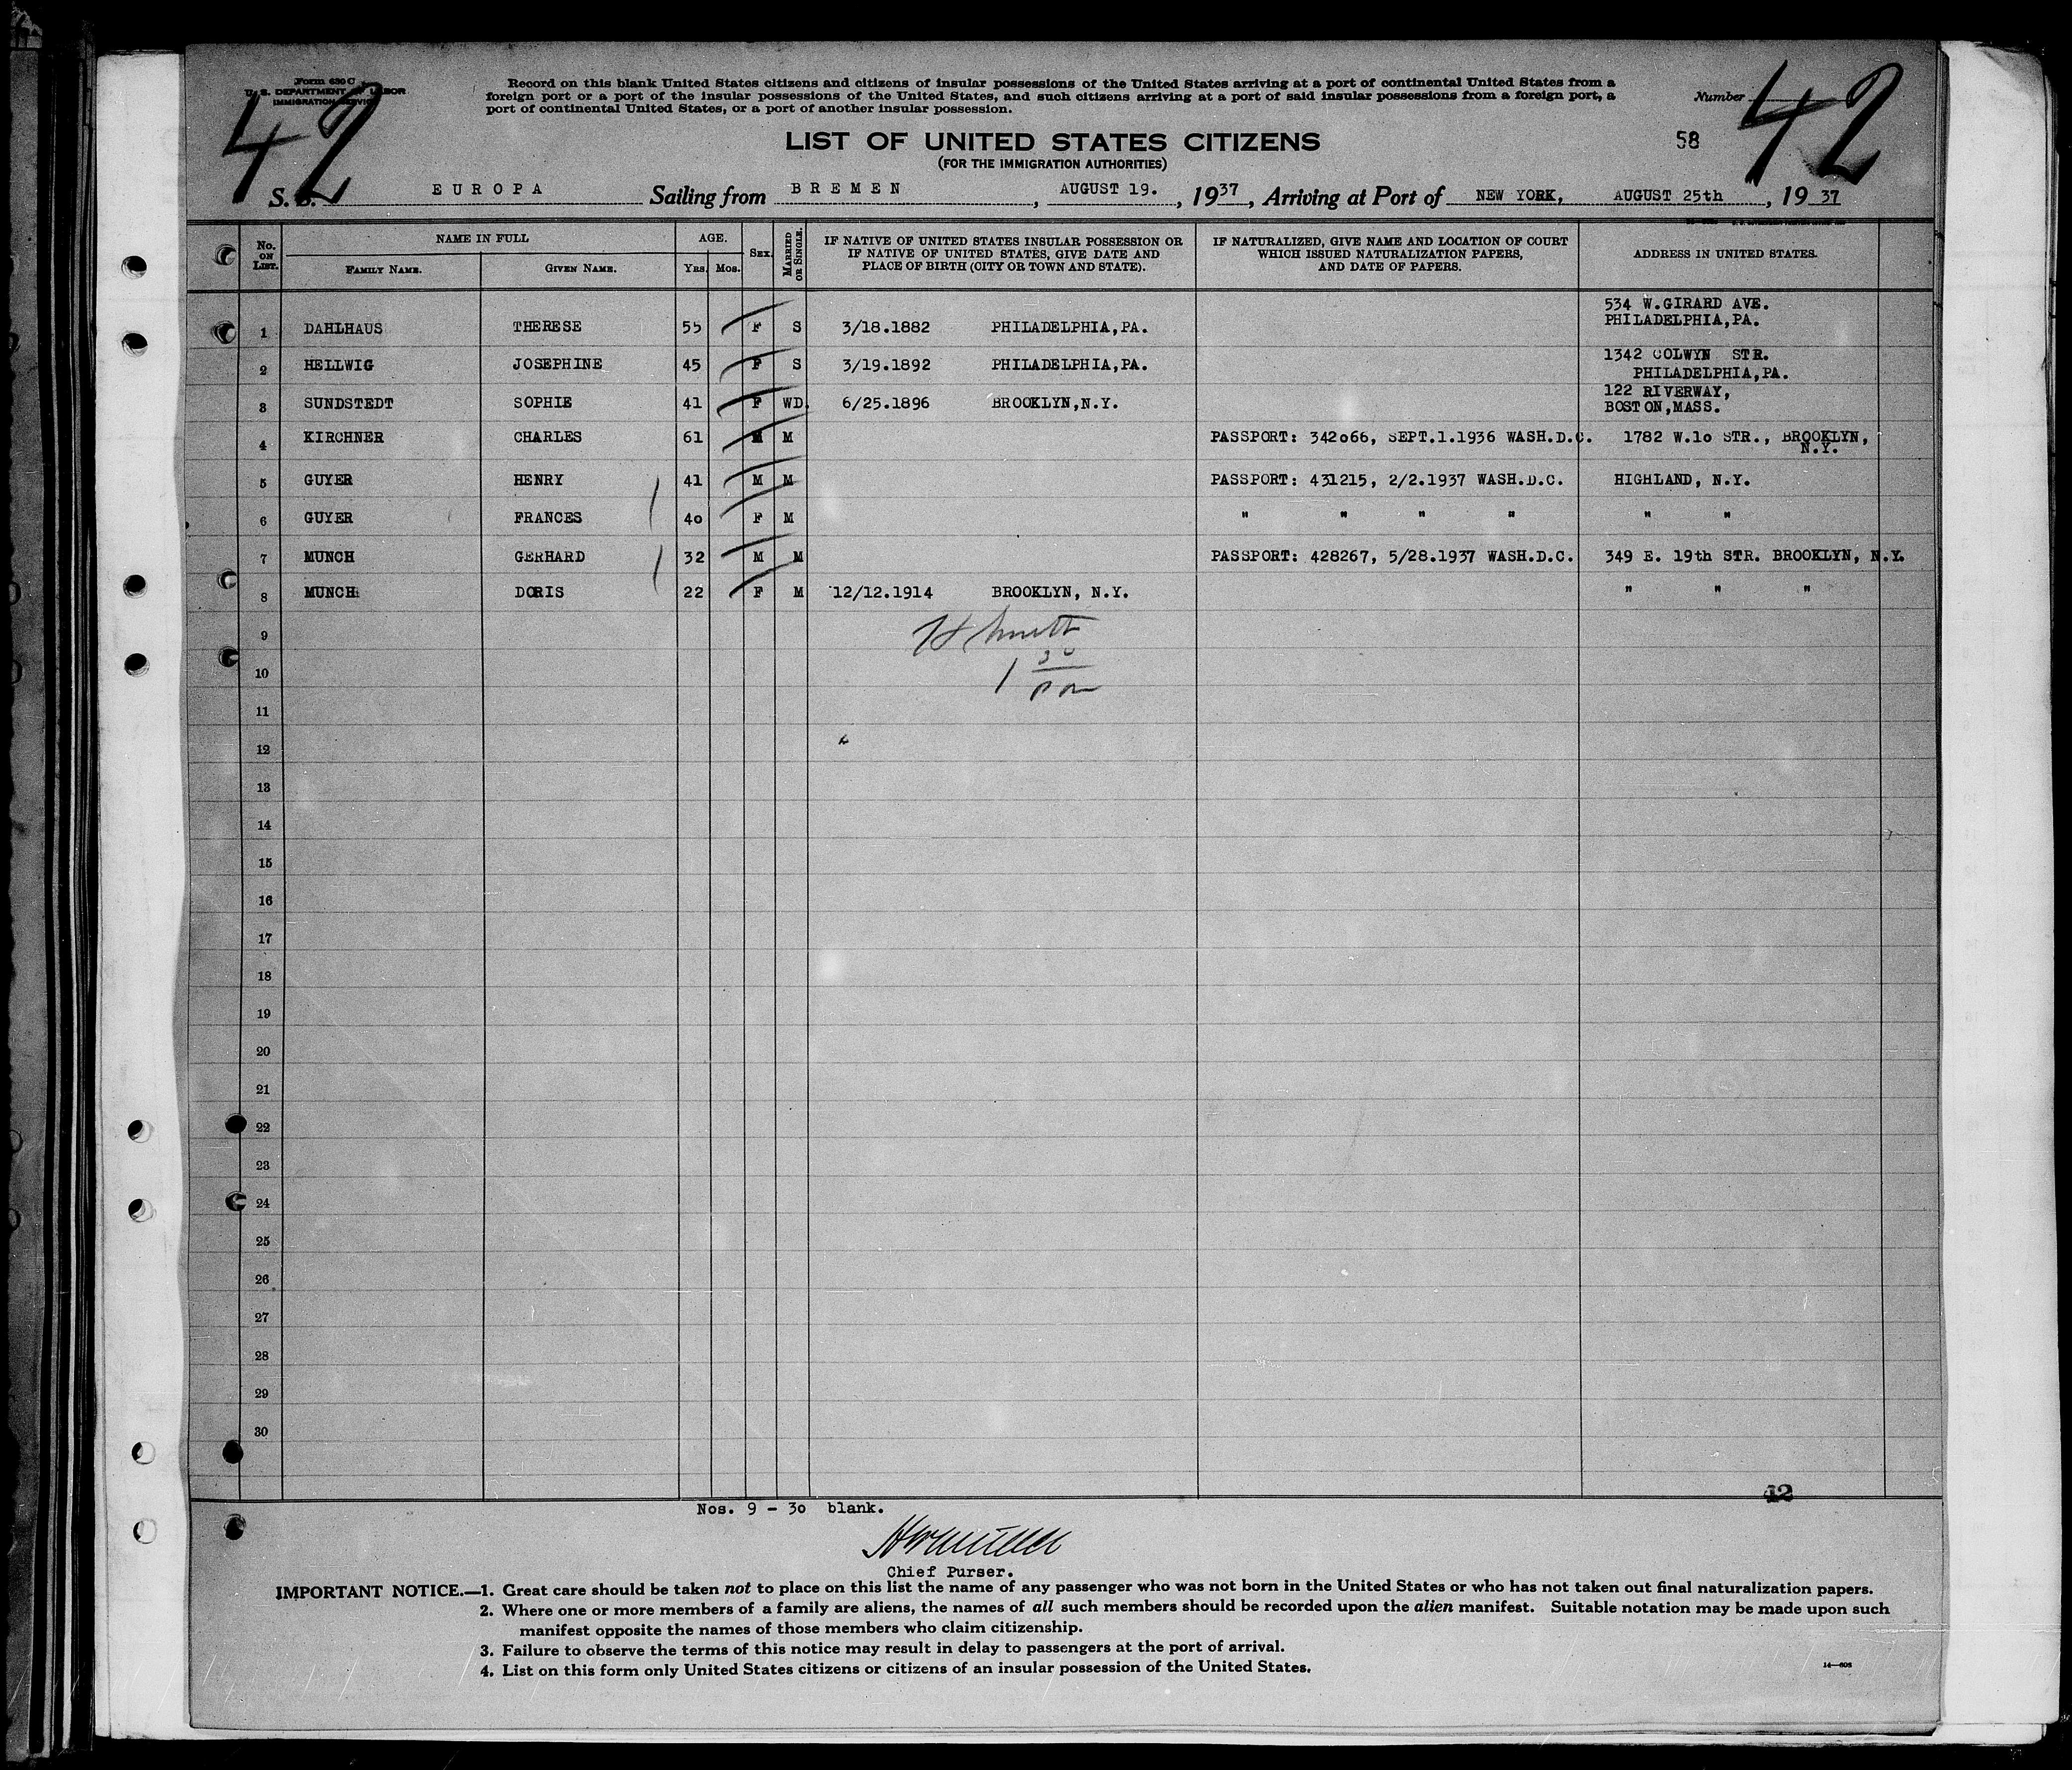 Form 630 C
U. S. DEPARTMENT OF LABOR
IMMIGRATION SERVICE
42
Record on this blank United States citizens and citizens of insular possessions of the United States arriving at a port of continental United States from a
foreign port or a port of the insular possessions of the United States, and such citizens arriving at a port of said insular possessions from a foreign port, a
port of continental United States, or a port of another insular possession.
Number 42
LIST OF UNITED STATES CITIZENS
58
(FOR THE IMMIGRATION AUTHORITIES)
S. S. EUROPA Sailing from BREMEN, AUGUST 19., 1937, Arriving at Port of NEW YORK, AUGUST 25th, 1937
No. ON LIST. NAME IN FULL FAMILY NAME. GIVEN NAME. AGE. YRS. MOS. SEX. MARRIED OR SINGLE. IF NATIVE OF UNITED STATES INSULAR POSSESSION OR IF NATIVE OF UNITED STATES, GIVE DATE AND PLACE OF BIRTH (CITY OR TOWN AND STATE). IF NATURALIZED, GIVE NAME AND LOCATION OF COURT WHICH ISSUED NATURALIZATION PAPERS, AND DATE OF PAPERS. ADDRESS IN UNITED STATES.
1 DAHLHAUS THERESE 55 F S 3/18.1882 PHILADELPHIA,PA. 534 W.GIRARD AVE. PHILADELPHIA,PA.
2 HELLWIG JOSEPHINE 45 F S 3/19.1892 PHILADELPHIA,PA. 1342 COLWYN STR. PHILADELPHIA,PA.
3 SUNDSTEDT SOPHIE 41 F WD. 6/25.1896 BROOKLYN,N.Y. 122 RIVERWAY, BOSTON,MASS.
4 KIRCHNER CHARLES 61 M M PASSPORT: 342o66, SEPT.1.1936 WASH.D.C. 1782 W.1o STR., BROOKLYN, N.Y.
5 GUYER HENRY 41 M M PASSPORT: 431215, 2/2.1937 WASH.D.C. HIGHLAND, N.Y.
6 GUYER FRANCES 4o F M " " " " " "
7 MUNCH GERHARD 32 M M PASSPORT: 428267, 5/28.1937 WASH.D.C. 349 E. 19th STR. BROOKLYN, N.Y.
8 MUNCH DORIS 22 F M 12/12.1914 BROOKLYN, N.Y. " " "
9
10 1 30 pm
11
12
13
14
15
16
17
18
19
20
21
22
23
24
25
26
27
28
29
30
42
Nos. 9 - 3o blank.
Chief Purser.
IMPORTANT NOTICE.—1. Great care should be taken not to place on this list the name of any passenger who was not born in the United States or who has not taken out final naturalization papers.
2. Where one or more members of a family are aliens, the names of all such members should be recorded upon the alien manifest. Suitable notation may be made upon such
manifest opposite the names of those members who claim citizenship.
3. Failure to observe the terms of this notice may result in delay to passengers at the port of arrival.
4. List on this form only United States citizens or citizens of an insular possession of the United States.